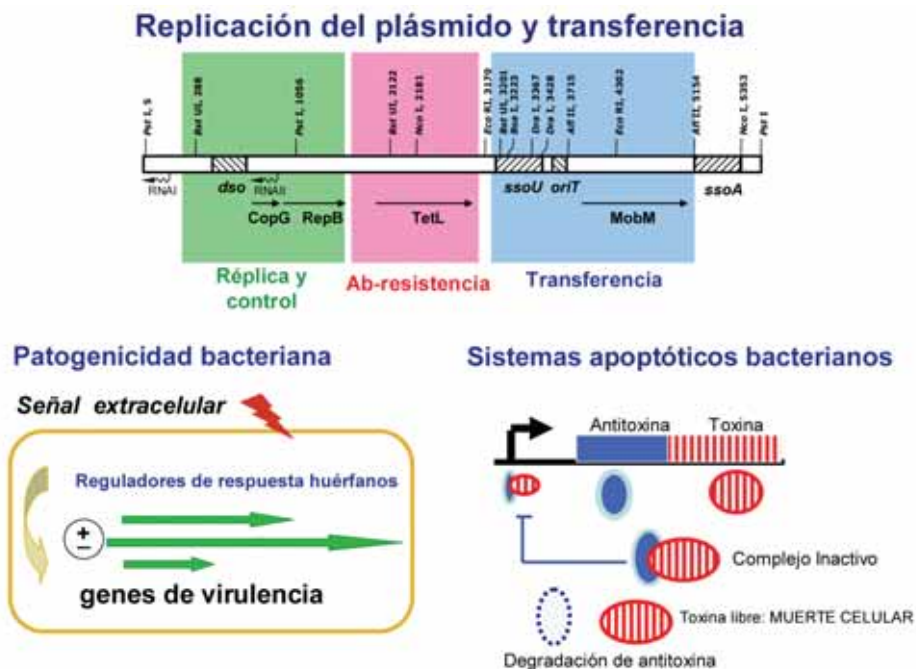 Replicación del plásmido y transferencia
Pst I, 5
Bst UI, 288
Pst I, 1056
Bst UI, 2122
Nco I, 2181
Eco RI, 3170
Bst UI, 3201
Bsa I, 3223
Dra I, 3367
Dra I, 3428
Afl II, 3715
Eco RI, 4302
Afl II, 5154
Nco I, 5353
Pst I
RNAI
dso
RNAII
ssoU
oriT
ssoA
CopG
RepB
TetL
MobM
Réplica y
control
Ab-resistencia
Transferencia
Patogenicidad bacteriana
Señal extracelular
Reguladores de respuesta huérfanos
+
−
genes de virulencia
Sistemas apoptóticos bacterianos
Antitoxina
Toxina
Complejo Inactivo
Toxina libre: MUERTE CELULAR
Degradación de antitoxina